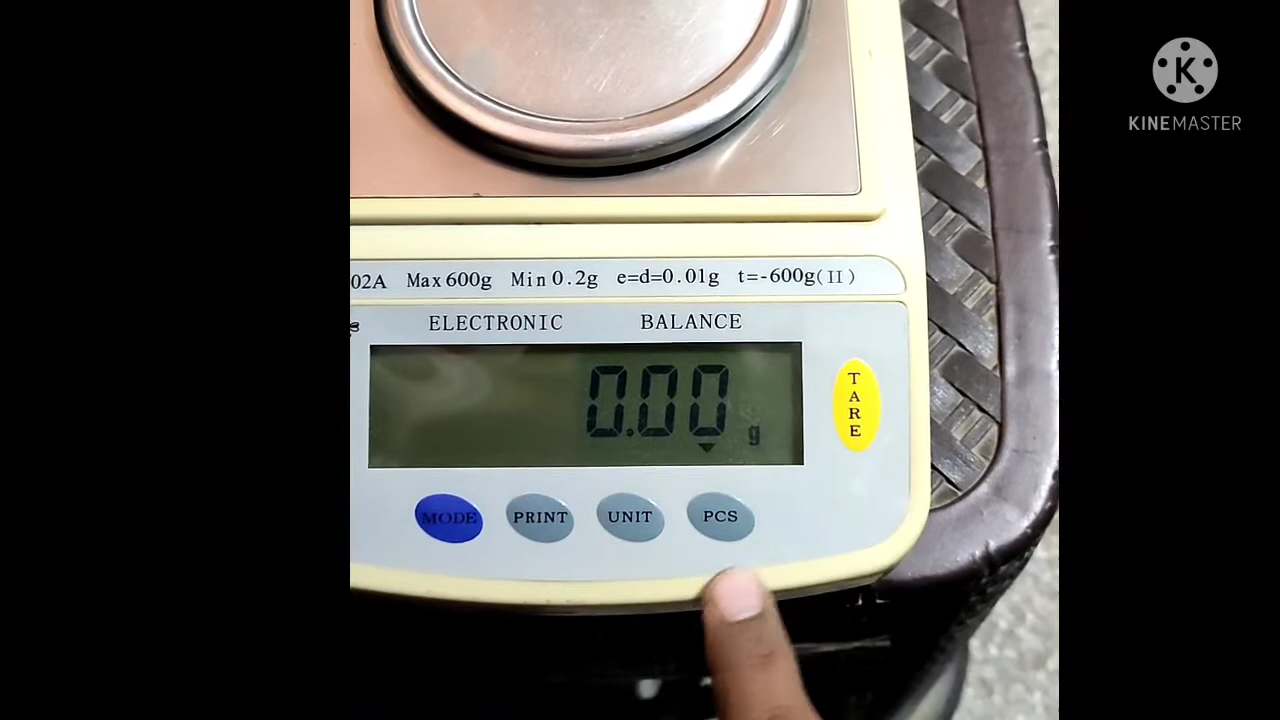 K
KINEMASTER
02A Max 600g Min 0.2g e=d=0.01g t=-600g(II)
ELECTRONIC BALANCE
0.00 g
TARE
MODE PRINT UNIT PCS